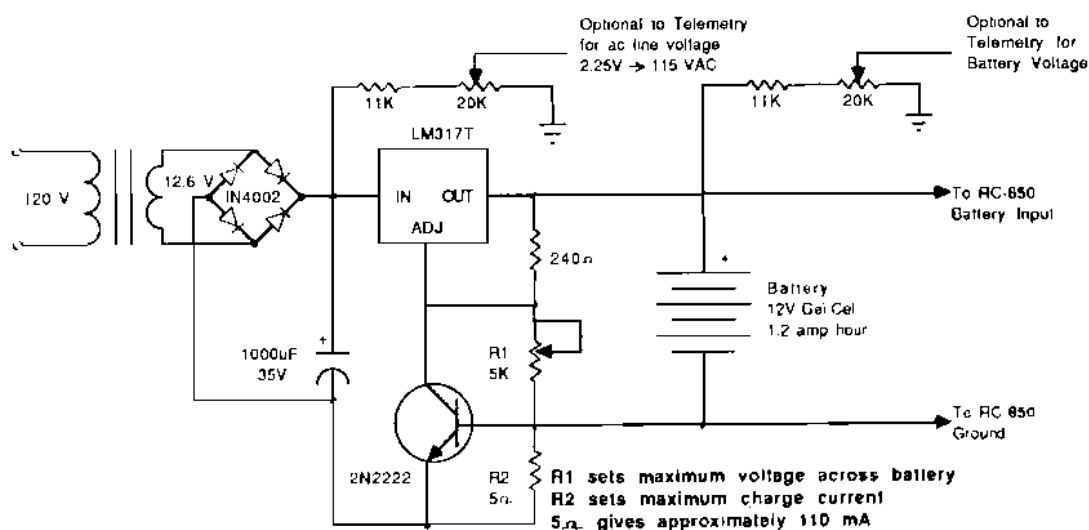 Optional to Telemetry
for ac line voltage
2.25V → 115 VAC
Optional to
Telemetry for
Battery Voltage
11K
20K
11K
20K
LM317T
120 V
12.6 V
IN4002
IN
OUT
ADJ
To RC-850
Battery Input
240Ω
+
Battery
12V Gel Cel
1.2 amp hour
+
1000uF
35V
R1
5K
To RC-850
Ground
2N2222
R2
5Ω
R1 sets maximum voltage across battery
R2 sets maximum charge current
5Ω gives approximately 110 mA